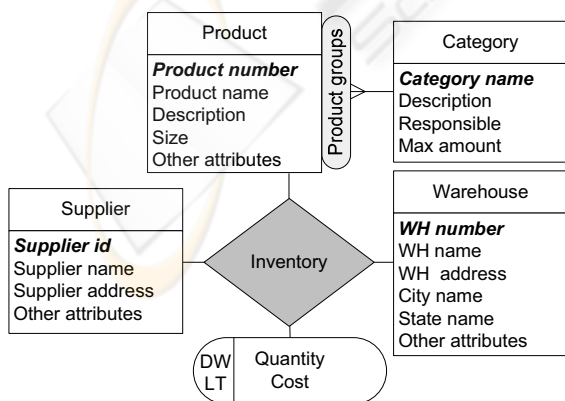 Product
Product number
Product name
Description
Size
Other attributes
Product groups
Category
Category name
Description
Responsible
Max amount
Supplier
Supplier id
Supplier name
Supplier address
Other attributes
Inventory
Warehouse
WH number
WH name
WH address
City name
State name
Other attributes
DW
LT
Quantity
Cost